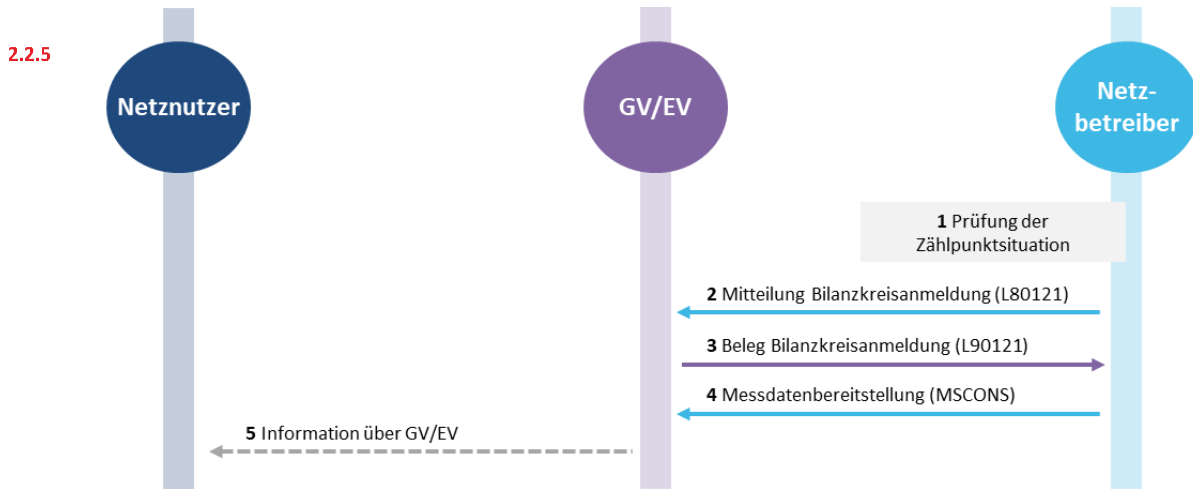 2.2.5
Netznutzer
GV/EV
Netz-
betreiber
1 Prüfung der
Zählpunktsituation
2 Mitteilung Bilanzkreisanmeldung (L80121)
3 Beleg Bilanzkreisanmeldung (L90121)
4 Messdatenbereitstellung (MSCONS)
5 Information über GV/EV